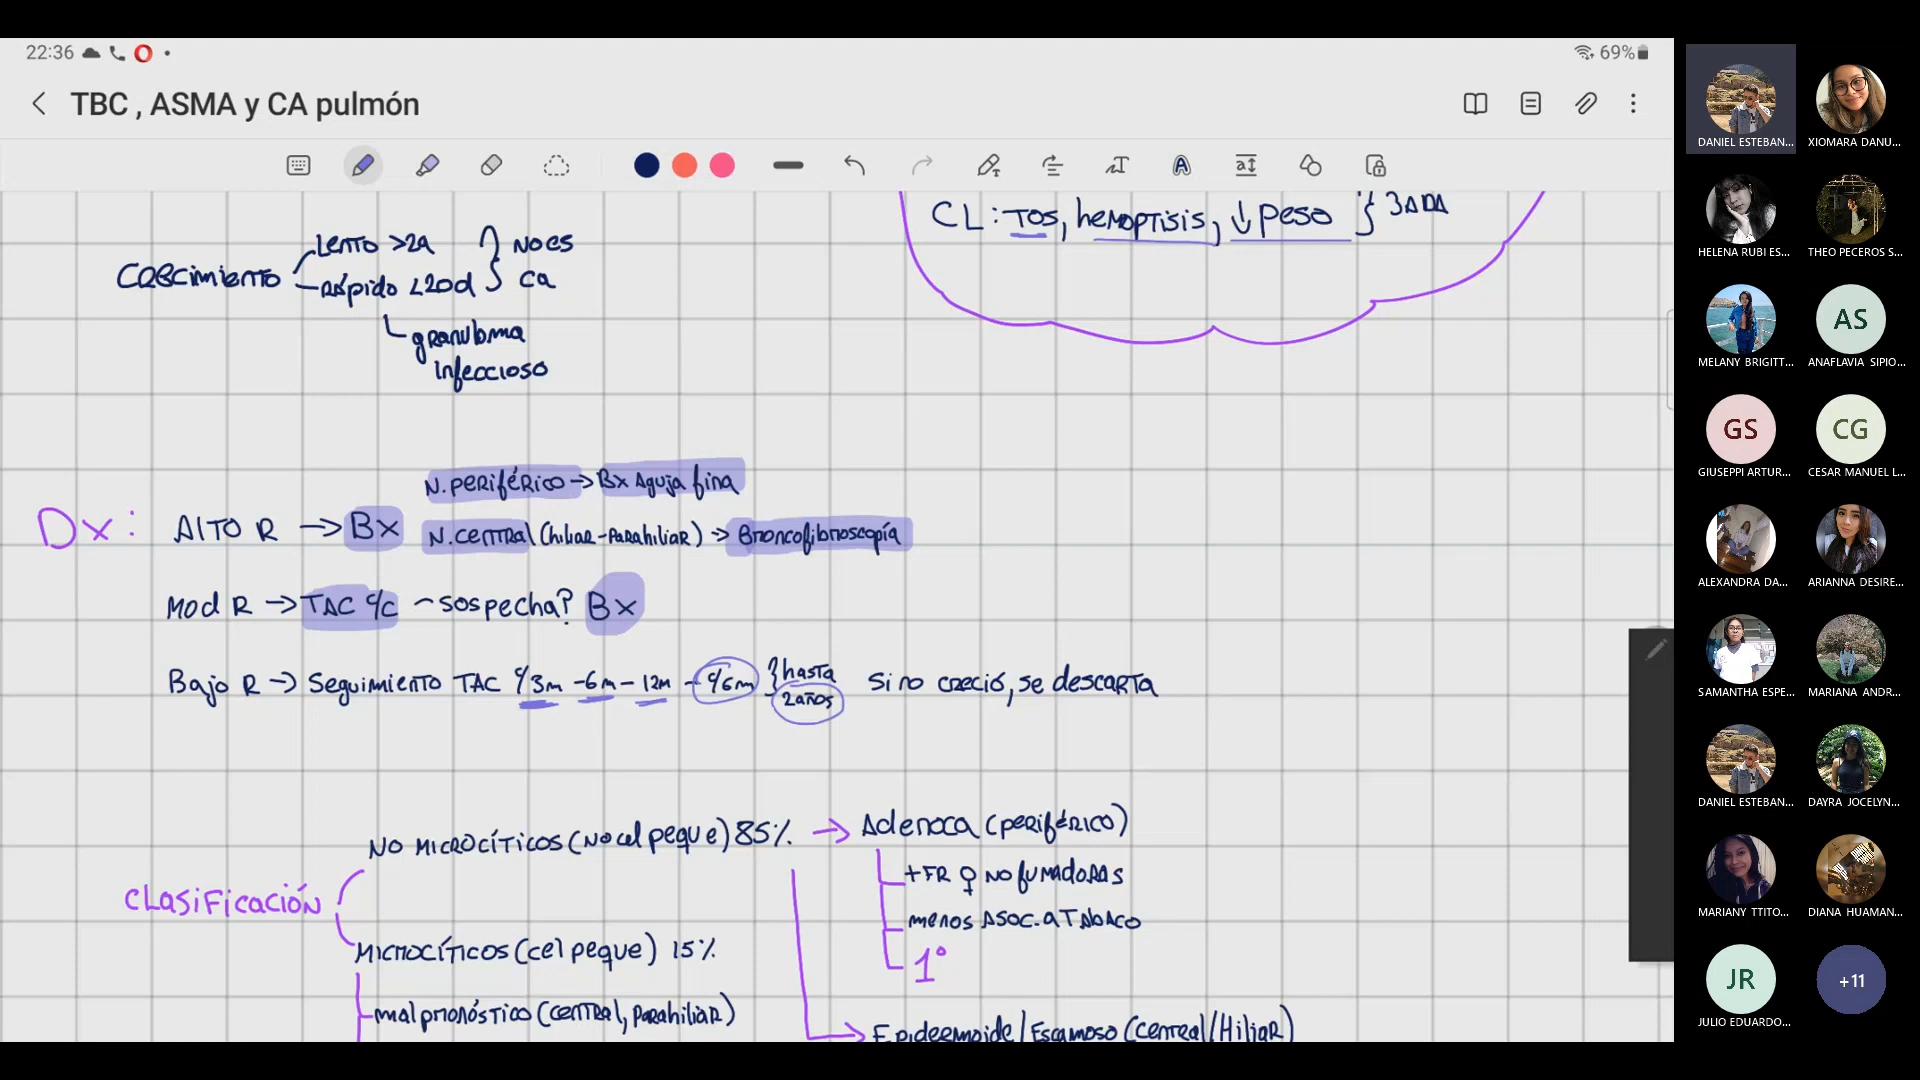 22:36
69%
TBC , ASMA y CA pulmón
CL: TOS, hemoptisis, ↓ peso } 3ADA
Crecimiento
Lento >2a
Rápido <20d
} No es
ca
granuloma
infeccioso
Dx:
N. periférico → Bx Aguja fina
Alto R → Bx
N. central (hiliar-parahiliar) → Broncofibroscopía
Mod R → TAC c/c ~ sospecha? Bx
Bajo R → Seguimiento TAC c/3m - 6m - 12m - c/6m } hasta
2 años
si no creció, se descarta
Clasificación
No microcíticos (no cel peque) 85% → Adenoca (periférico)
+FR ♀ no fumadoras
menos asoc. a tabaco
1°
Microcíticos (cel peque) 15%
mal pronóstico (central, parahiliar)
Epidermoide/Escamoso (central/Hiliar)
DANIEL ESTEBAN...
XIOMARA DANU...
HELENA RUBI ES...
THEO PECEROS S...
MELANY BRIGITT...
AS
ANAFLAVIA SIPIO...
GS
GIUSEPPI ARTUR...
CG
CESAR MANUEL L...
ALEXANDRA DA...
ARIANNA DESIRE...
SAMANTHA ESPE...
MARIANA ANDR...
DANIEL ESTEBAN...
DAYRA JOCELYN...
MARIANY TTITO...
DIANA HUAMAN...
JR
JULIO EDUARDO...
+11